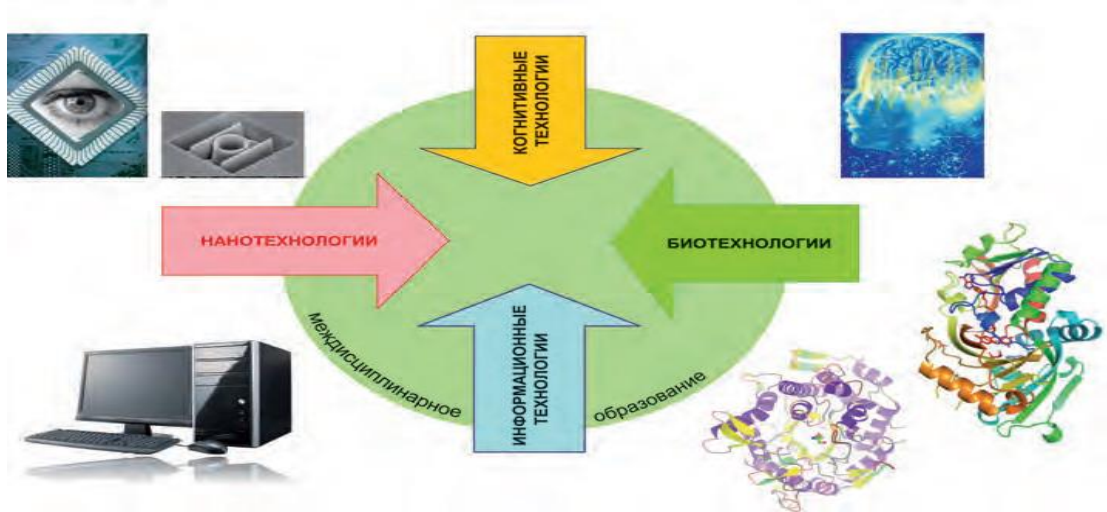 КОГНИТИВНЫЕ
ТЕХНОЛОГИИ
НАНОТЕХНОЛОГИИ
БИОТЕХНОЛОГИИ
ИНФОРМАЦИОННЫЕ
ТЕХНОЛОГИИ
междисциплинарное
образование